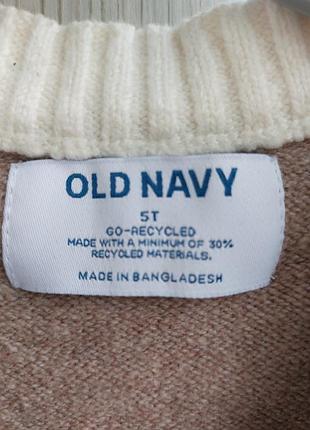 OLD NAVY
5T
GO-RECYCLED
MADE WITH A MINIMUM OF 30%
RECYCLED MATERIALS.
MADE IN BANGLADESH